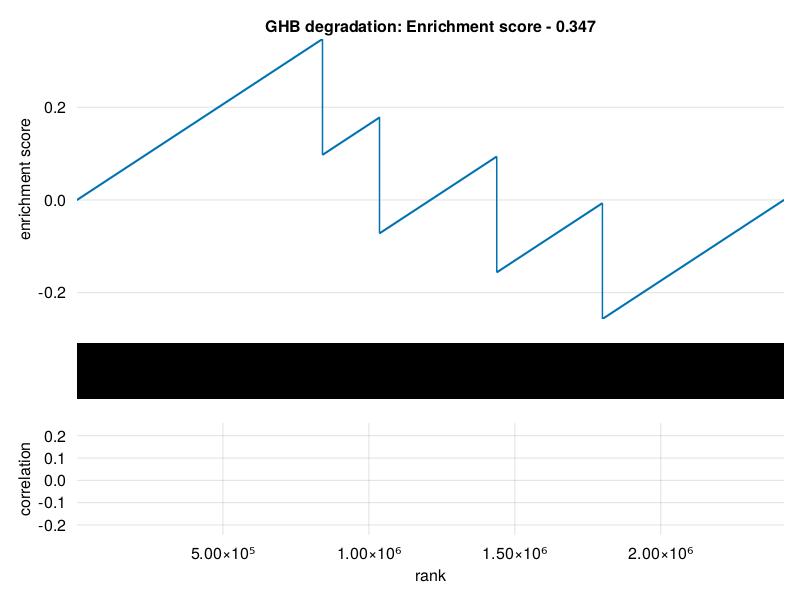 GHB degradation: Enrichment score - 0.347
enrichment score
0.2
0.0
-0.2
correlation
0.2
0.1
0.0
-0.1
-0.2
5.00×10⁵ 1.00×10⁶ 1.50×10⁶ 2.00×10⁶
rank